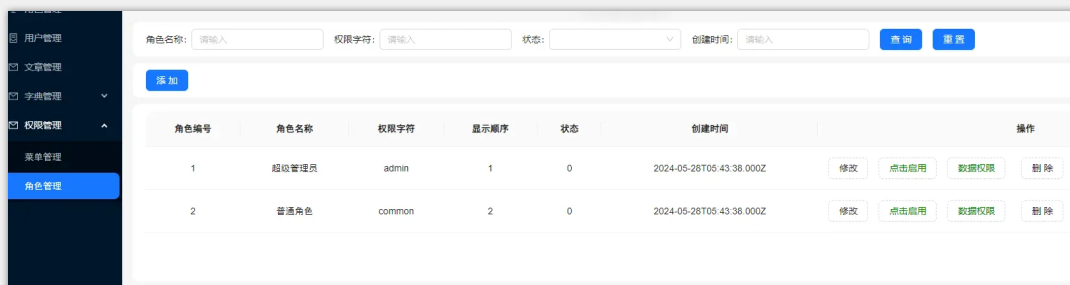 用户管理
文章管理
字典管理
权限管理
菜单管理
角色管理
角色名称: 请输入 权限字符: 请输入 状态: 创建时间: 请输入 查询 重置
添加
角色编号 角色名称 权限字符 显示顺序 状态 创建时间 操作
1 超级管理员 admin 1 0 2024-05-28T05:43:38.000Z 修改 点击启用 数据权限 删除
2 普通角色 common 2 0 2024-05-28T05:43:38.000Z 修改 点击启用 数据权限 删除